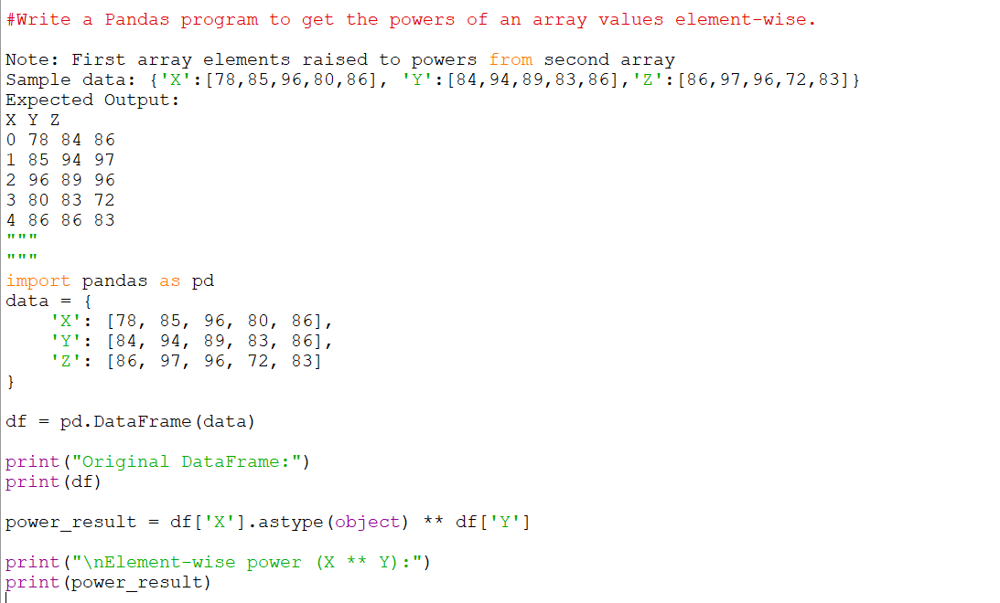 #Write a Pandas program to get the powers of an array values element-wise.
Note: First array elements raised to powers from second array
Sample data: {'X':[78,85,96,80,86], 'Y':[84,94,89,83,86],'Z':[86,97,96,72,83]}
Expected Output:
X Y Z
0 78 84 86
1 85 94 97
2 96 89 96
3 80 83 72
4 86 86 83
"""
"""
import pandas as pd
data = {
    'X': [78, 85, 96, 80, 86],
    'Y': [84, 94, 89, 83, 86],
    'Z': [86, 97, 96, 72, 83]
}
df = pd.DataFrame(data)
print("Original DataFrame:")
print(df)
power_result = df['X'].astype(object) ** df['Y']
print("\nElement-wise power (X ** Y):")
print(power_result)